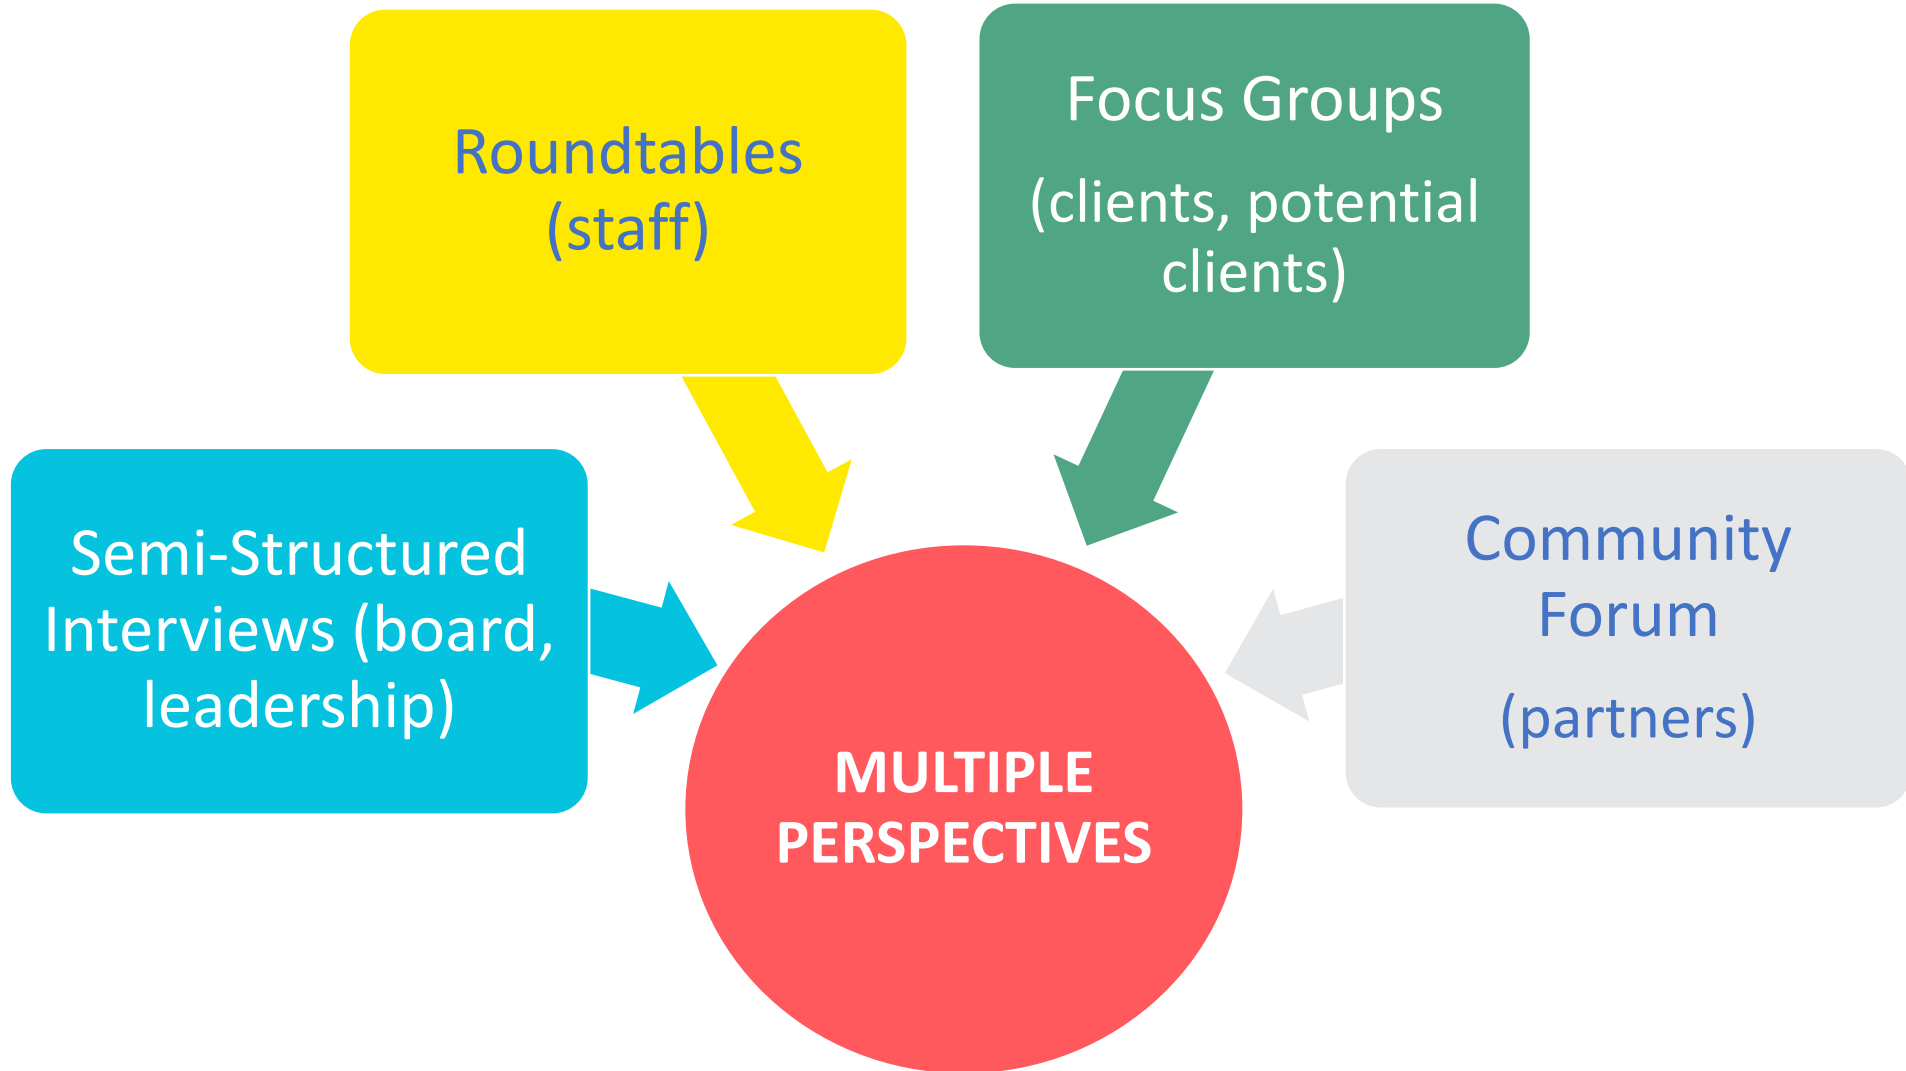 Roundtables
(staff)
Focus Groups
(clients, potential
clients)
Semi-Structured
Interviews (board,
leadership)
Community
Forum
(partners)
MULTIPLE
PERSPECTIVES